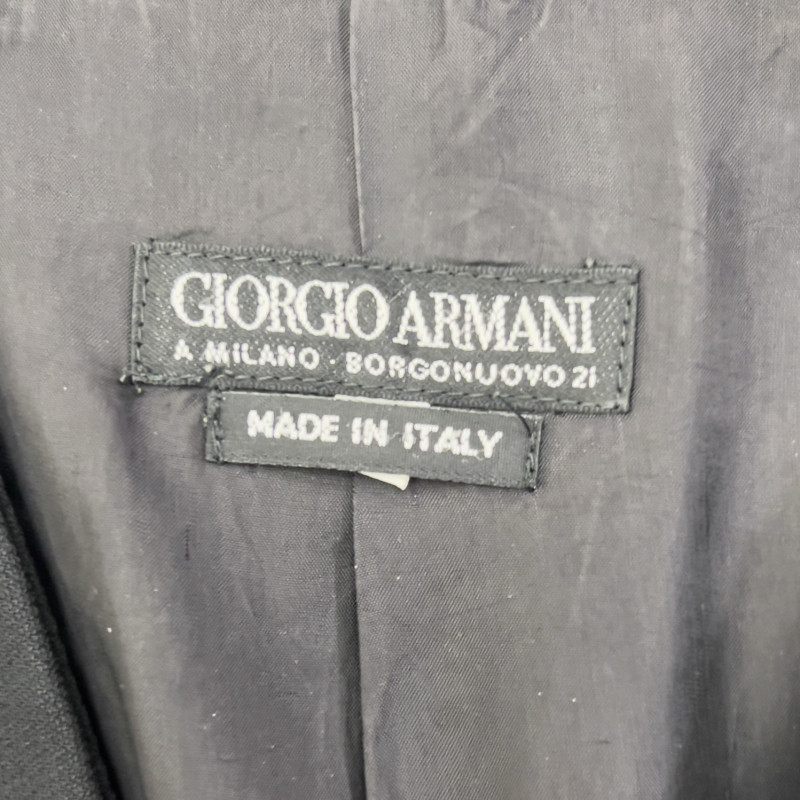 GIORGIO ARMANI
A MILANO · BORGONUOVO 21
MADE IN ITALY